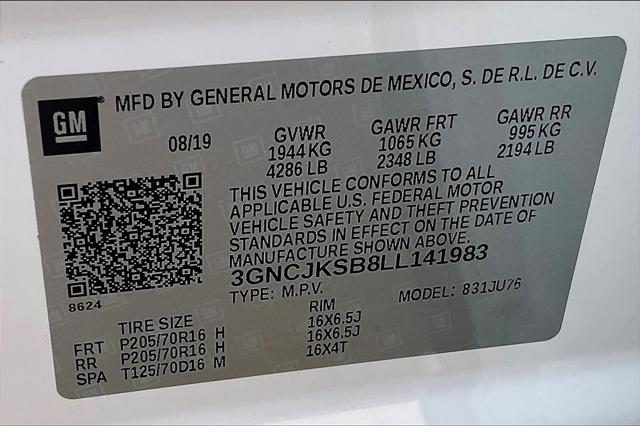 GM MFD BY GENERAL MOTORS DE MEXICO, S. DE R.L. DE C.V.
08/19 GVWR GAWR FRT GAWR RR
1944 KG 1065 KG 995 KG
4286 LB 2348 LB 2194 LB
THIS VEHICLE CONFORMS TO ALL
APPLICABLE U.S. FEDERAL MOTOR
VEHICLE SAFETY AND THEFT PREVENTION
STANDARDS IN EFFECT ON THE DATE OF
MANUFACTURE SHOWN ABOVE.
3GNCJKSB8LL141983
8624 TYPE: M.P.V. MODEL: 831JU76
TIRE SIZE RIM
FRT P205/70R16 H 16X6.5J
RR P205/70R16 H 16X6.5J
SPA T125/70D16 M 16X4T